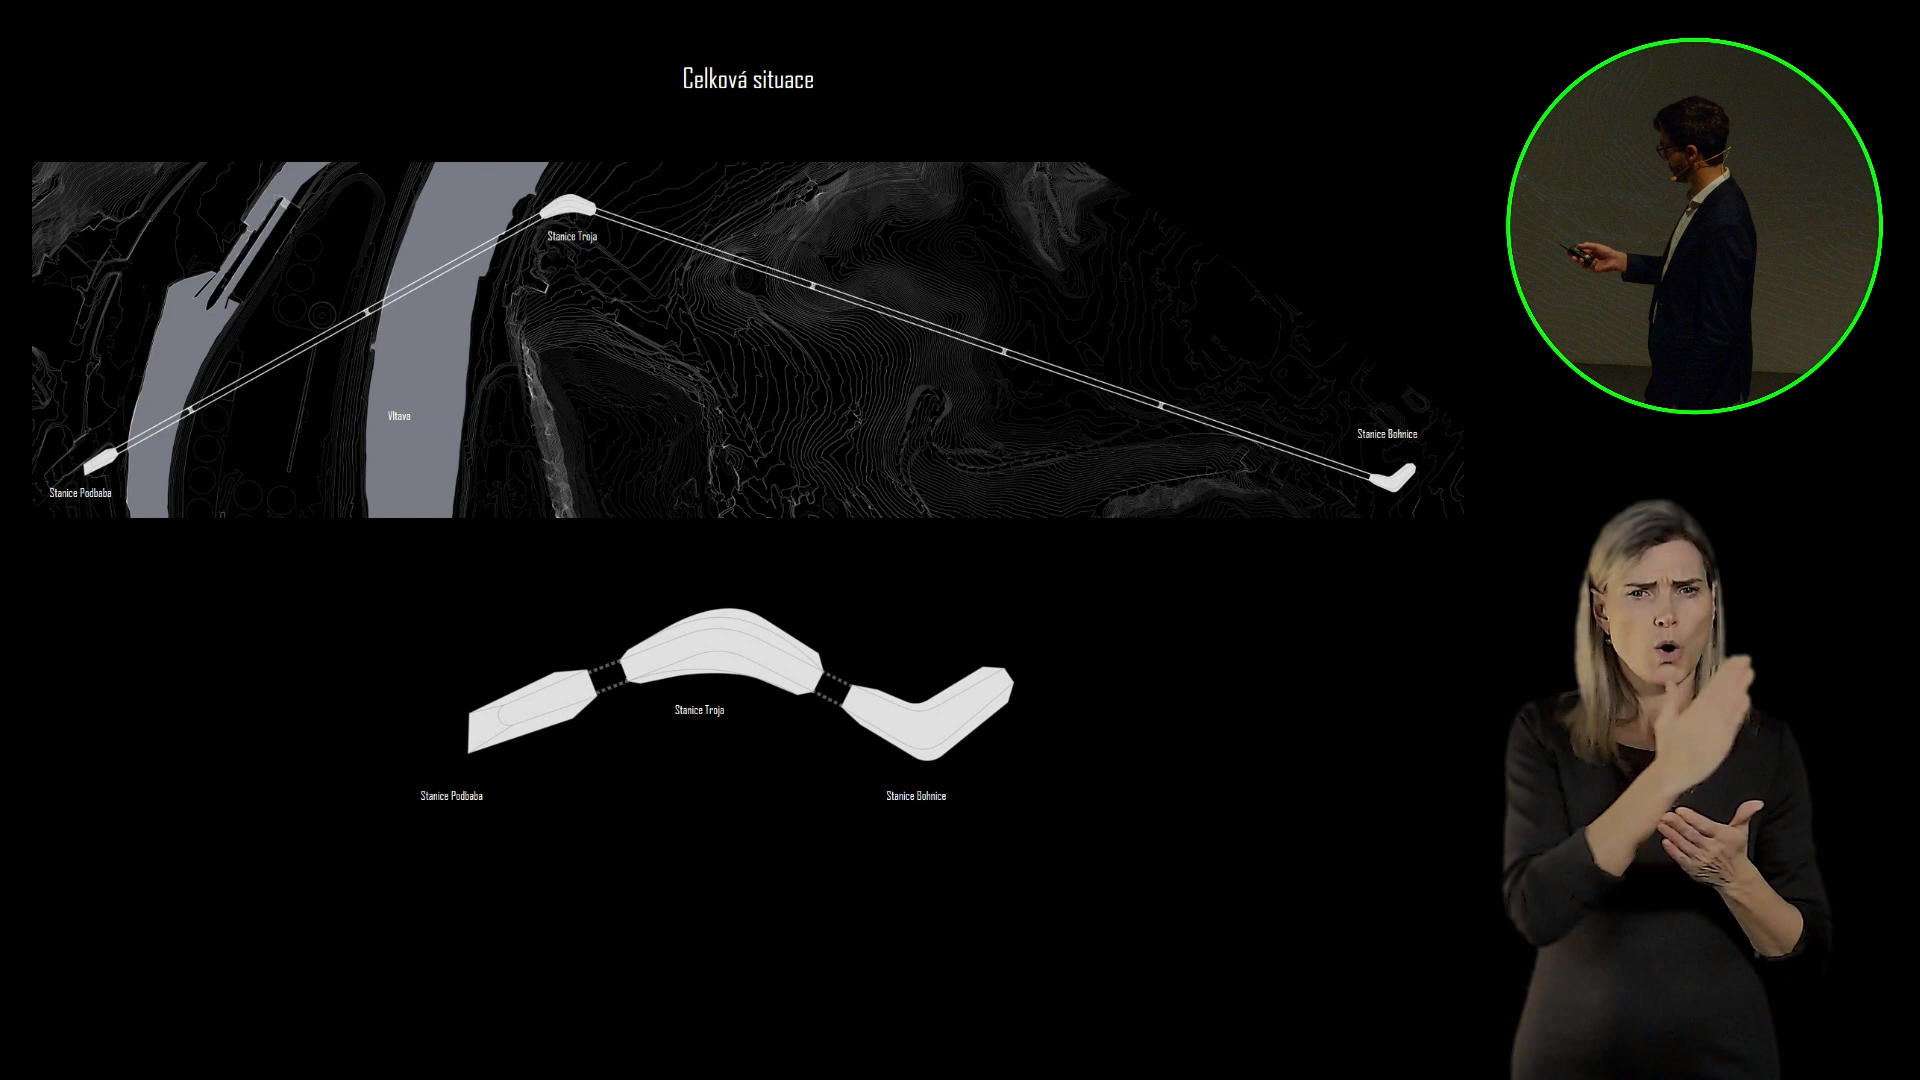 Celková situace
Stanice Troja
Vltava
Stanice Bohnice
Stanice Podbaba
Stanice Troja
Stanice Podbaba
Stanice Bohnice